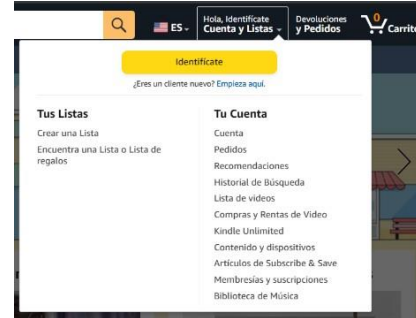 ES
Hola, Identifícate
Cuenta y Listas
Devoluciones
y Pedidos
0
Carrito
Identifícate
¿Eres un cliente nuevo? Empieza aquí.
Tus Listas
Crear una Lista
Encuentra una Lista o Lista de
regalos
Tu Cuenta
Cuenta
Pedidos
Recomendaciones
Historial de Búsqueda
Lista de videos
Compras y Rentas de Video
Kindle Unlimited
Contenido y dispositivos
Artículos de Subscribe & Save
Membresías y suscripciones
Biblioteca de Música